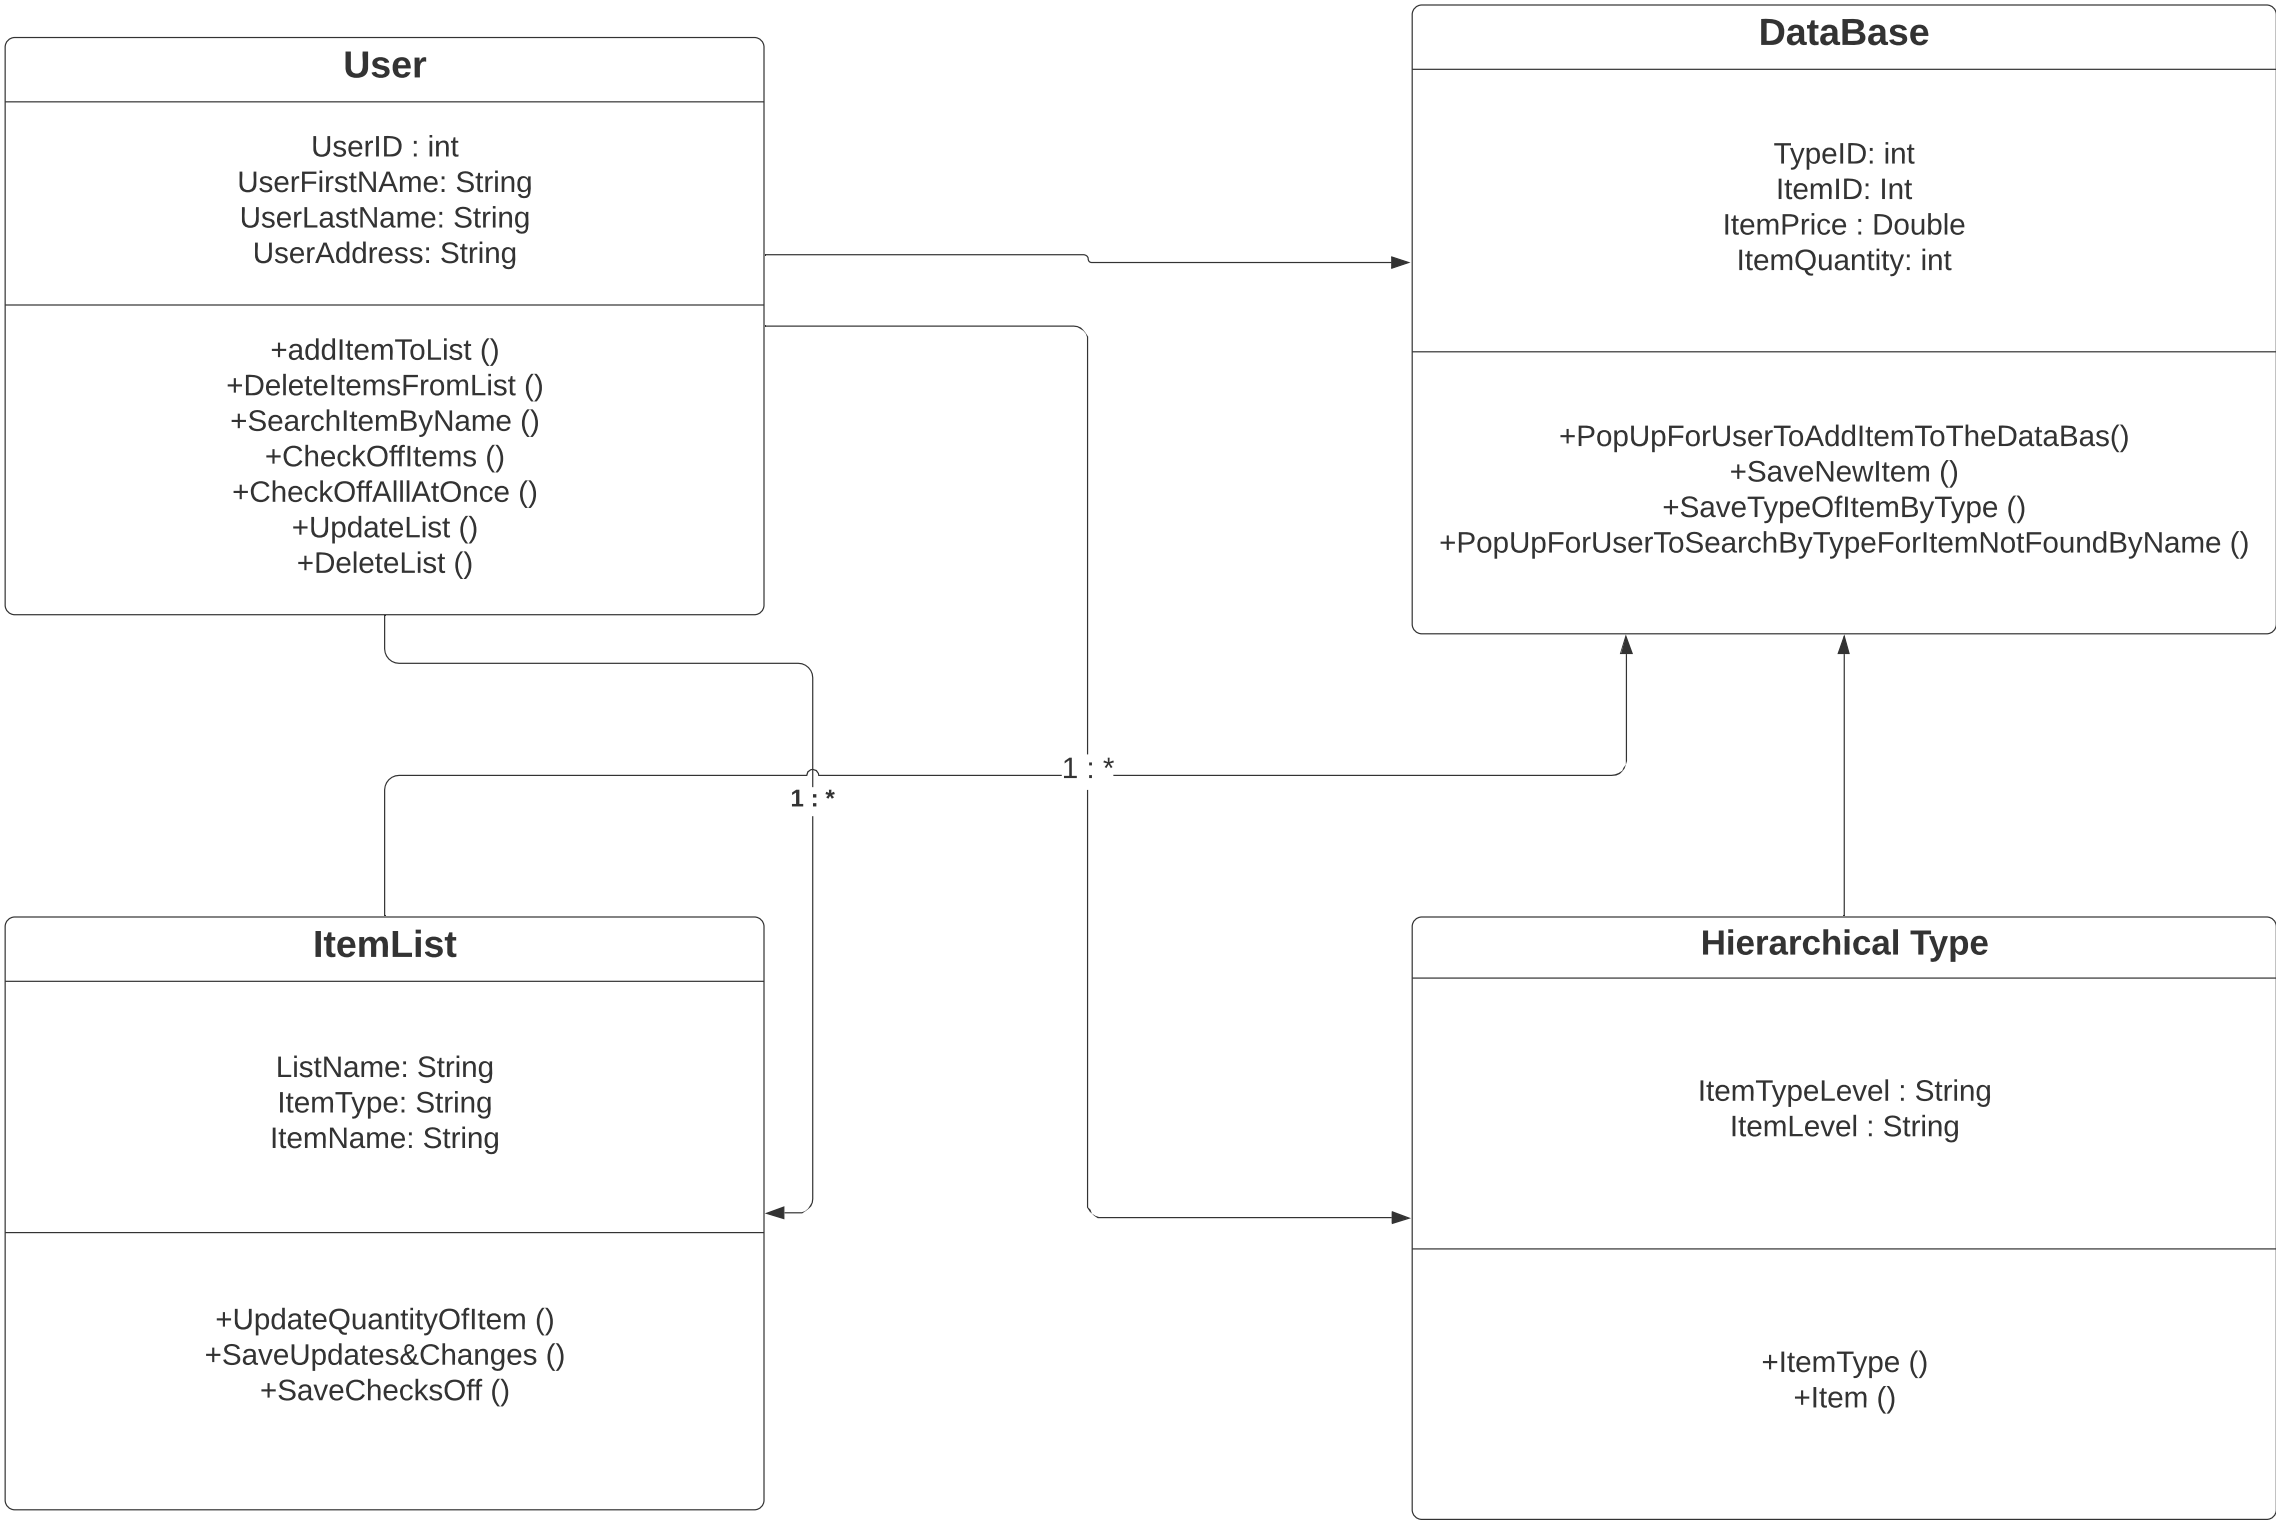 User
UserID : int
UserFirstNAme: String
UserLastName: String
UserAddress: String
+addItemToList ()
+DeleteItemsFromList ()
+SearchItemByName ()
+CheckOffItems ()
+CheckOffAlllAtOnce ()
+UpdateList ()
+DeleteList ()
DataBase
TypeID: int
ItemID: Int
ItemPrice : Double
ItemQuantity: int
+PopUpForUserToAddItemToTheDataBas()
+SaveNewItem ()
+SaveTypeOfItemByType ()
+PopUpForUserToSearchByTypeForItemNotFoundByName ()
1 : *
1 : *
ItemList
ListName: String
ItemType: String
ItemName: String
+UpdateQuantityOfItem ()
+SaveUpdates&Changes ()
+SaveChecksOff ()
Hierarchical Type
ItemTypeLevel : String
ItemLevel : String
+ItemType ()
+Item ()